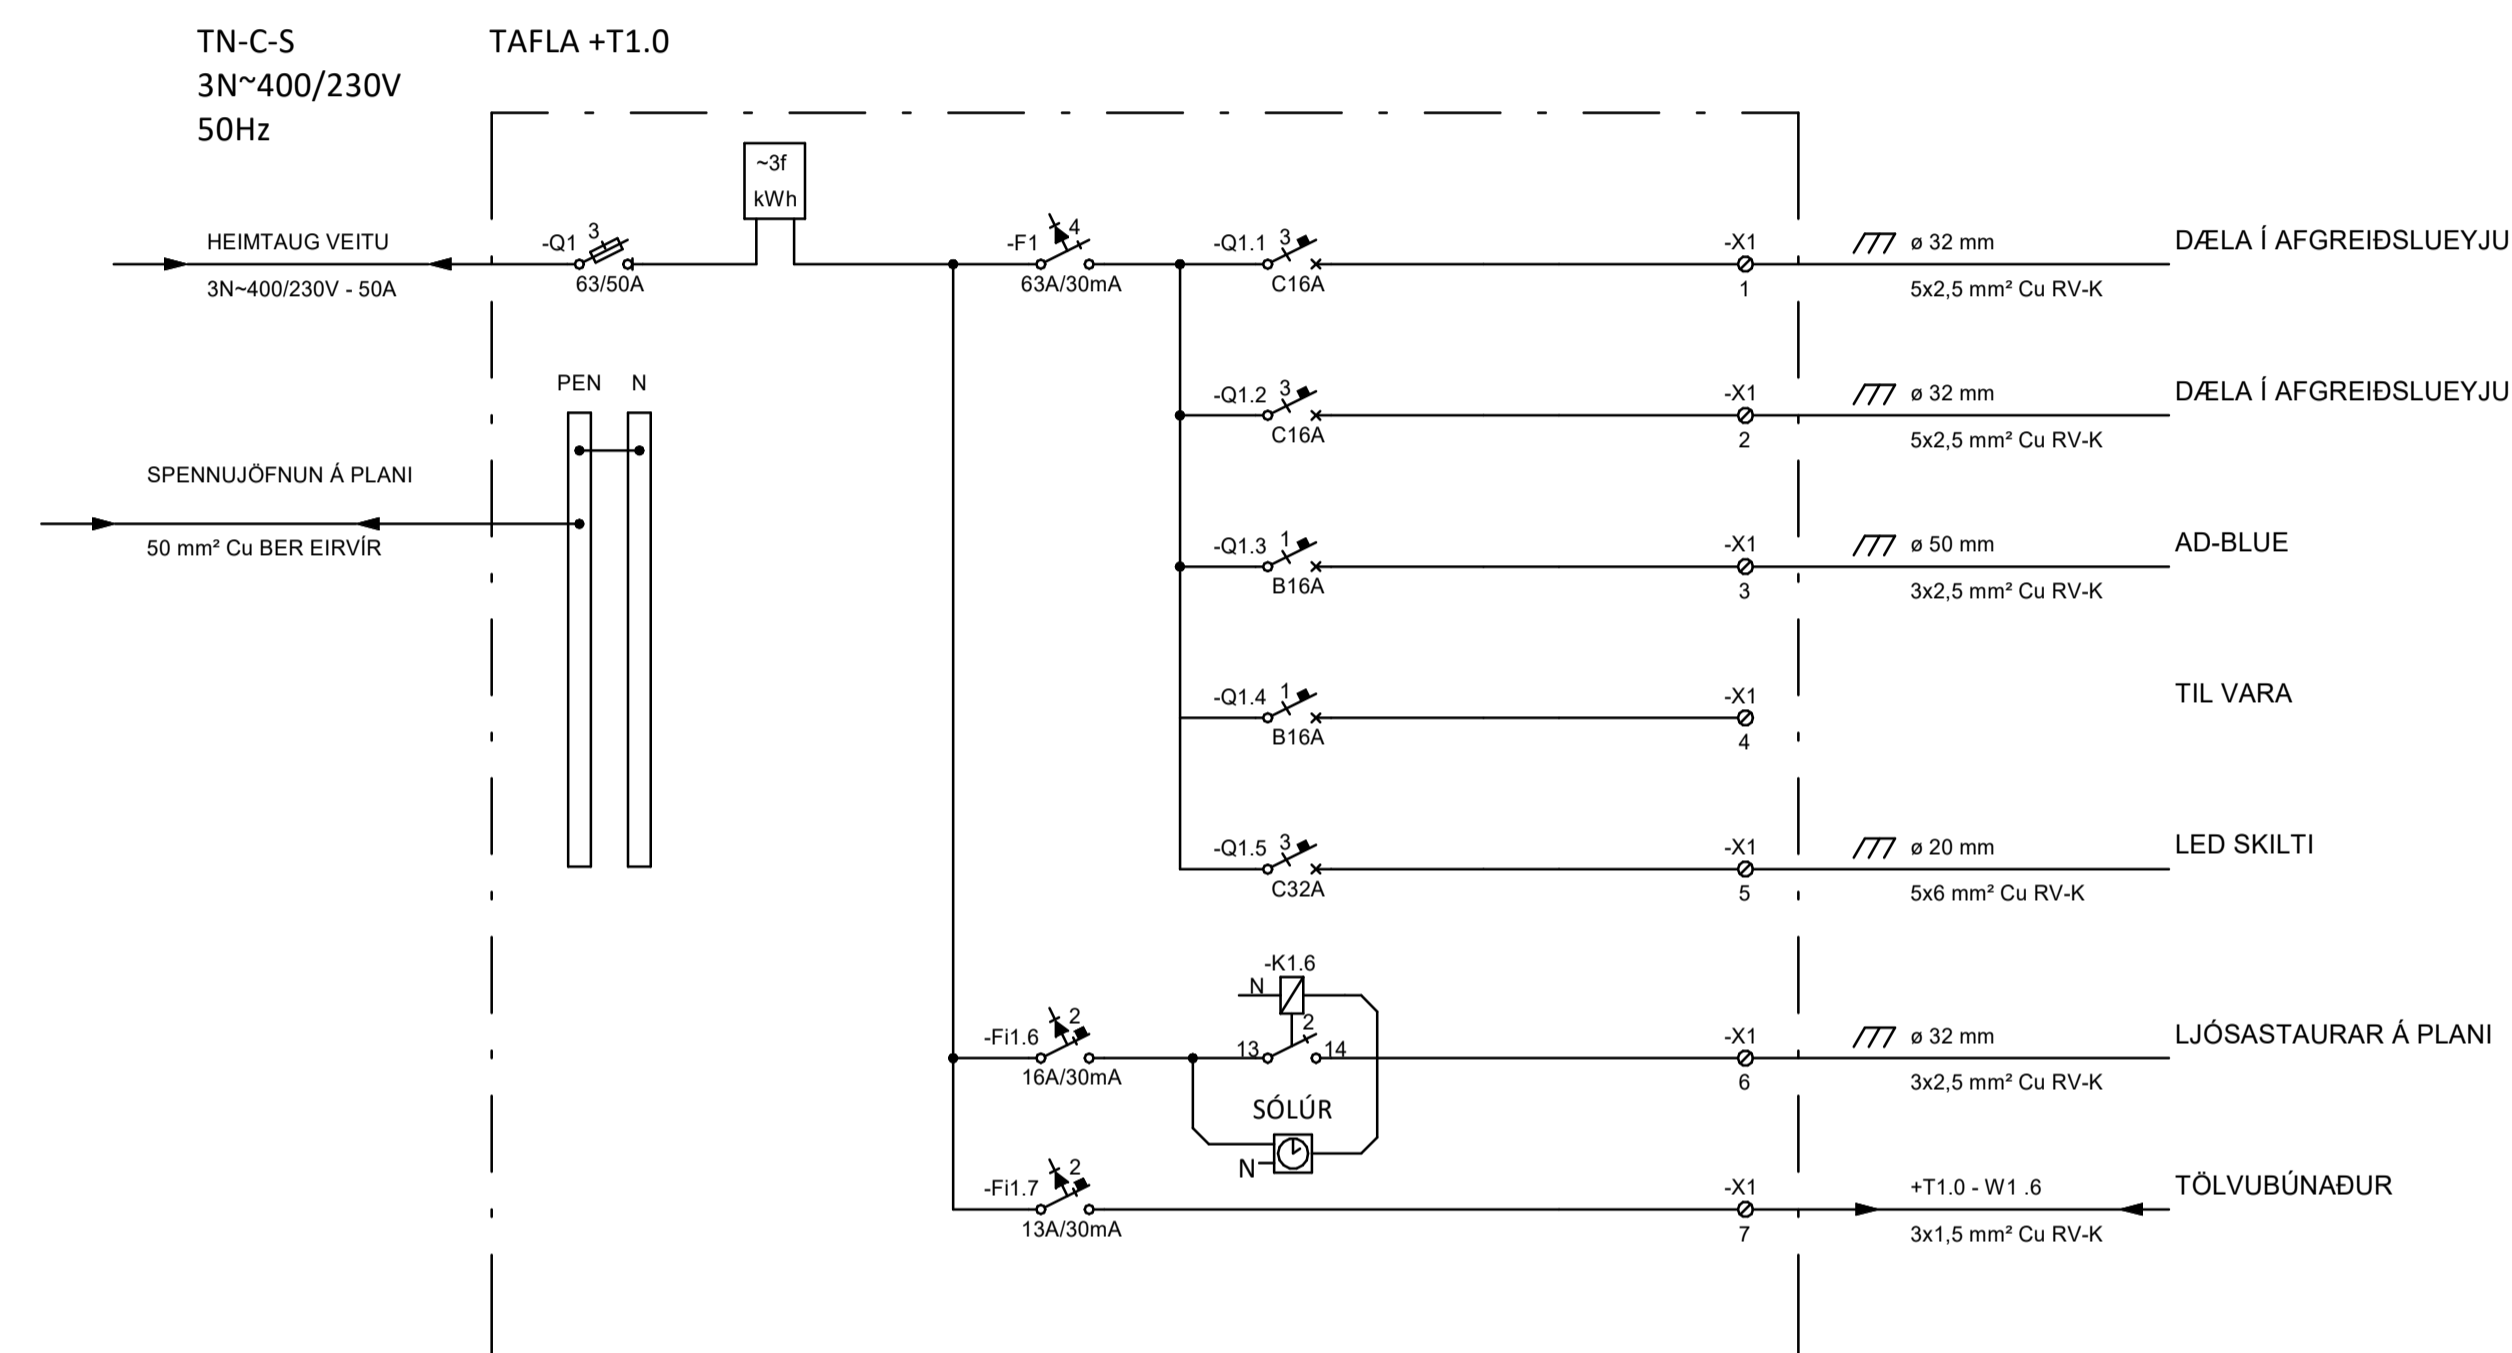 TN-C-S
3N~400/230V
50Hz
TAFLA +T1.0
~3f
kWh
HEIMTAUG VEITU
3N~400/230V - 50A
-Q1
3
63/50A
-F1
4
63A/30mA
-Q1.1
3
C16A
-X1
1
ø 32 mm
5x2,5 mm² Cu RV-K
DÆLA Í AFGREIÐSLUEYJU
PEN
N
SPENNUJÖFNUN Á PLANI
50 mm² Cu BER EIRVÍR
-Q1.2
3
C16A
-X1
2
ø 32 mm
5x2,5 mm² Cu RV-K
DÆLA Í AFGREIÐSLUEYJU
-Q1.3
1
B16A
-X1
3
ø 50 mm
3x2,5 mm² Cu RV-K
AD-BLUE
-Q1.4
1
B16A
-X1
4
TIL VARA
-Q1.5
3
C32A
-X1
5
ø 20 mm
5x6 mm² Cu RV-K
LED SKILTI
-Fi1.6
2
16A/30mA
-K1.6
N
2
13
14
SÓLÚR
N
-X1
6
ø 32 mm
3x2,5 mm² Cu RV-K
LJÓSASTAURAR Á PLANI
-Fi1.7
2
13A/30mA
-X1
7
+T1.0 - W1 .6
3x1,5 mm² Cu RV-K
TÖLVUBÚNAÐUR